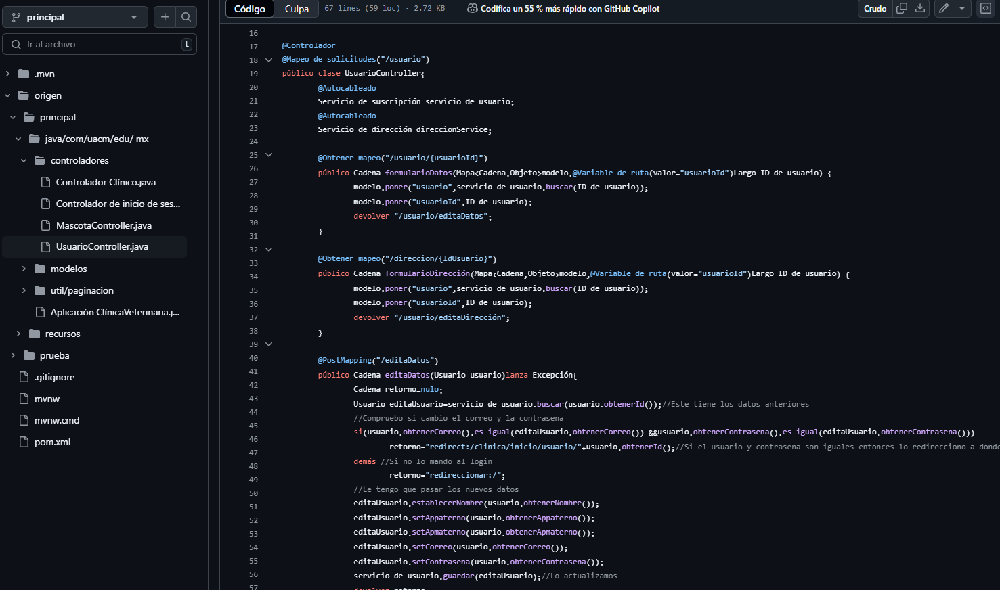 principal
Ir al archivo
t
.mvn
origen
principal
java/com/uacm/edu/ mx
controladores
Controlador Clínico.java
Controlador de inicio de ses...
MascotaController.java
UsuarioController.java
modelos
util/paginacion
Aplicación ClínicaVeterinaria.j...
recursos
prueba
.gitignore
mvnw
mvnw.cmd
pom.xml
Código Culpa 67 lines (59 loc) · 2.72 KB Codifica un 55 % más rápido con GitHub Copilot Crudo
16
17 @Controlador
18 @Mapeo de solicitudes("/usuario")
19 público clase UsuarioController{
20 @Autocableado
21 Servicio de suscripción servicio de usuario;
22 @Autocableado
23 Servicio de dirección direccionService;
24
25 @Obtener mapeo("/usuario/{usuarioId}")
26 público Cadena formularioDatos(Mapa<Cadena,Objeto>modelo,@Variable de ruta(valor="usuarioId")Largo ID de usuario) {
27 modelo.poner("usuario",servicio de usuario.buscar(ID de usuario));
28 modelo.poner("usuarioId",ID de usuario);
29 devolver "/usuario/editaDatos";
30 }
31
32 @Obtener mapeo("/direccion/{IdUsuario}")
33 público Cadena formularioDirección(Mapa<Cadena,Objeto>modelo,@Variable de ruta(valor="usuarioId")Largo ID de usuario) {
34 modelo.poner("usuario",servicio de usuario.buscar(ID de usuario));
35 modelo.poner("usuarioId",ID de usuario);
36 devolver "/usuario/editaDirección";
37 }
38
39 @PostMapping("/editaDatos")
40 público Cadena editaDatos(Usuario usuario)lanza Excepción{
41 Cadena retorno=nulo;
42 Usuario editaUsuario=servicio de usuario.buscar(usuario.obtenerId());//Este tiene los datos anteriores
43 //Compruebo si cambio el correo y la contrasena
44 si(usuario.obtenerCorreo().es igual(editaUsuario.obtenerCorreo()) &&usuario.obtenerContrasena().es igual(editaUsuario.obtenerContrasena()))
45 retorno="redirect:/clinica/inicio/usuario/"+usuario.obtenerId();//Si el usuario y contrasena son iguales entonces lo redirecciono a donde
46 demás //Si no lo mando al login
47 retorno="redireccionar:/";
48 //Le tengo que pasar los nuevos datos
49 editaUsuario.establecerNombre(usuario.obtenerNombre());
50 editaUsuario.setAppaterno(usuario.obtenerAppaterno());
51 editaUsuario.setApmaterno(usuario.obtenerApmaterno());
52 editaUsuario.setCorreo(usuario.obtenerCorreo());
53 editaUsuario.setContrasena(usuario.obtenerContrasena());
54 servicio de usuario.guardar(editaUsuario);//Lo actualizamos
55
56
57